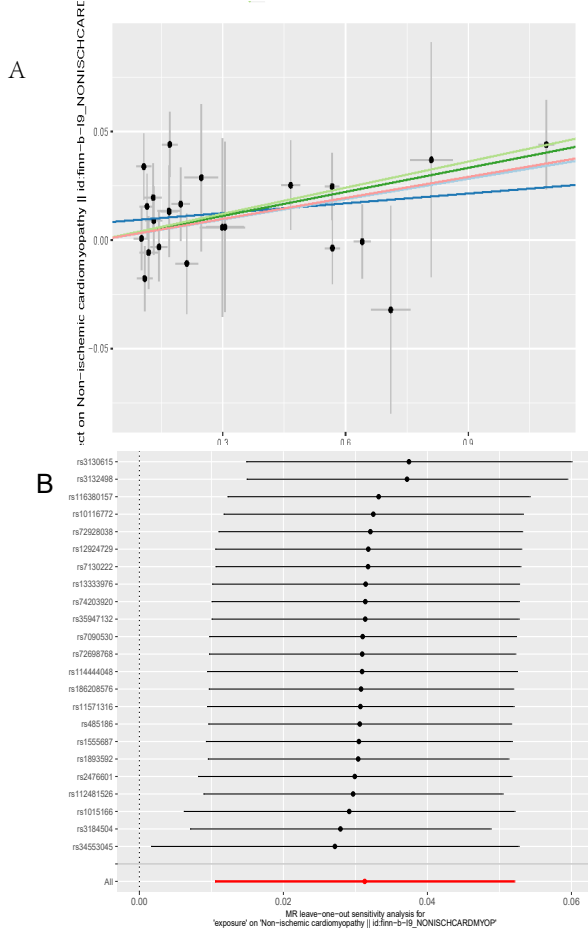 A
ct on Non-ischemic cardiomyopathy || id:finn-b-I9_NONISCHCARD
0.05
0.00
-0.05
0.3
0.6
0.9
B
rs3130615
rs3132498
rs116380157
rs10116772
rs72928038
rs12924729
rs7130222
rs13333976
rs74203920
rs35947132
rs7090530
rs72698768
rs114444048
rs186208576
rs11571316
rs485186
rs1555687
rs1893592
rs2476601
rs112481526
rs1015166
rs3184504
rs34553045
All
0.00 0.02 0.04 0.06
MR leave-one-out sensitivity analysis for
'exposure' on 'Non-ischemic cardiomyopathy || id:finn-b-I9_NONISCHCARDMYOP'